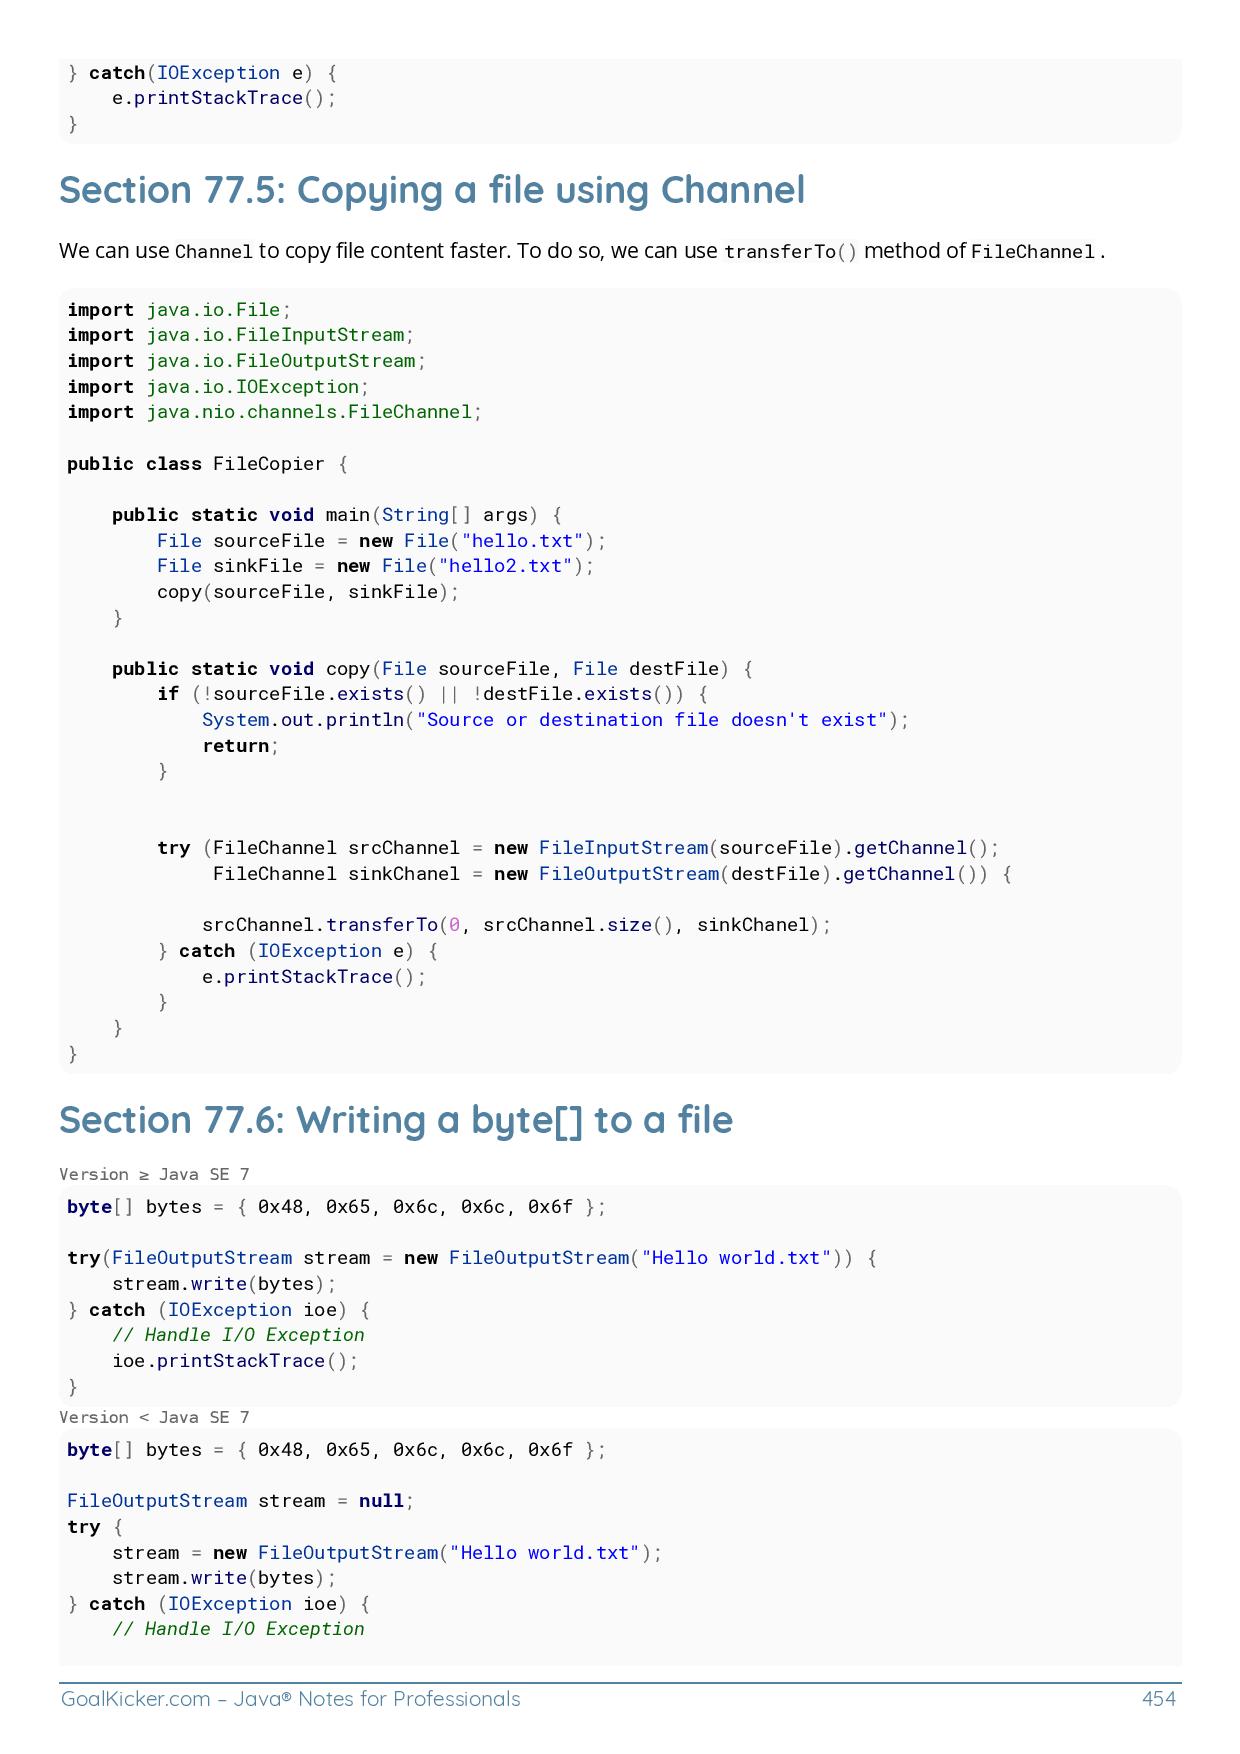 } catch(IOException e) {
    e.printStackTrace();
}
Section 77.5: Copying a file using Channel
We can use Channel to copy file content faster. To do so, we can use transferTo() method of FileChannel.
import java.io.File;
import java.io.FileInputStream;
import java.io.FileOutputStream;
import java.io.IOException;
import java.nio.channels.FileChannel;

public class FileCopier {

    public static void main(String[] args) {
        File sourceFile = new File("hello.txt");
        File sinkFile = new File("hello2.txt");
        copy(sourceFile, sinkFile);
    }

    public static void copy(File sourceFile, File destFile) {
        if (!sourceFile.exists() || !destFile.exists()) {
            System.out.println("Source or destination file doesn't exist");
            return;
        }


        try (FileChannel srcChannel = new FileInputStream(sourceFile).getChannel();
             FileChannel sinkChanel = new FileOutputStream(destFile).getChannel()) {

            srcChannel.transferTo(0, srcChannel.size(), sinkChanel);
        } catch (IOException e) {
            e.printStackTrace();
        }
    }
}
Section 77.6: Writing a byte[] to a file
Version ≥ Java SE 7
byte[] bytes = { 0x48, 0x65, 0x6c, 0x6c, 0x6f };

try(FileOutputStream stream = new FileOutputStream("Hello world.txt")) {
    stream.write(bytes);
} catch (IOException ioe) {
    // Handle I/O Exception
    ioe.printStackTrace();
}
Version < Java SE 7
byte[] bytes = { 0x48, 0x65, 0x6c, 0x6c, 0x6f };

FileOutputStream stream = null;
try {
    stream = new FileOutputStream("Hello world.txt");
    stream.write(bytes);
} catch (IOException ioe) {
    // Handle I/O Exception
GoalKicker.com – Java® Notes for Professionals
454